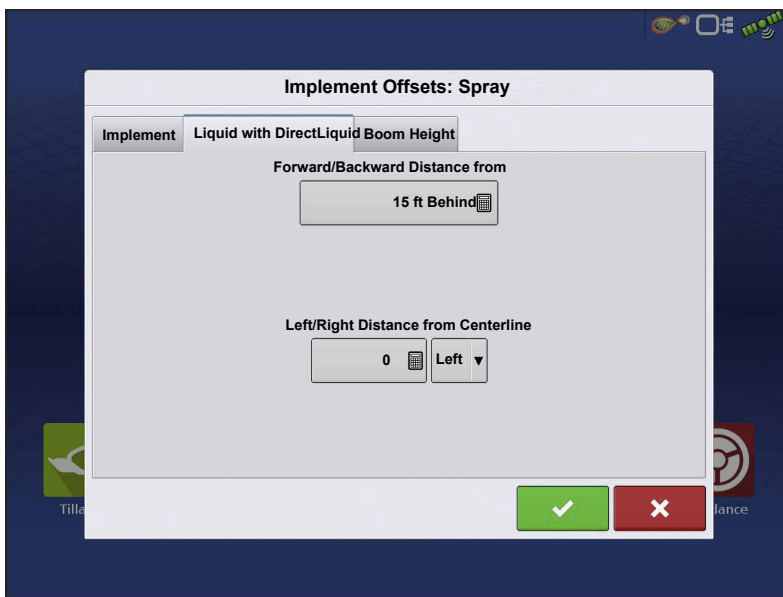 Implement Offsets: Spray
Implement Liquid with DirectLiquid Boom Height
Forward/Backward Distance from
15 ft Behind
Left/Right Distance from Centerline
0 Left
Tilla
dance